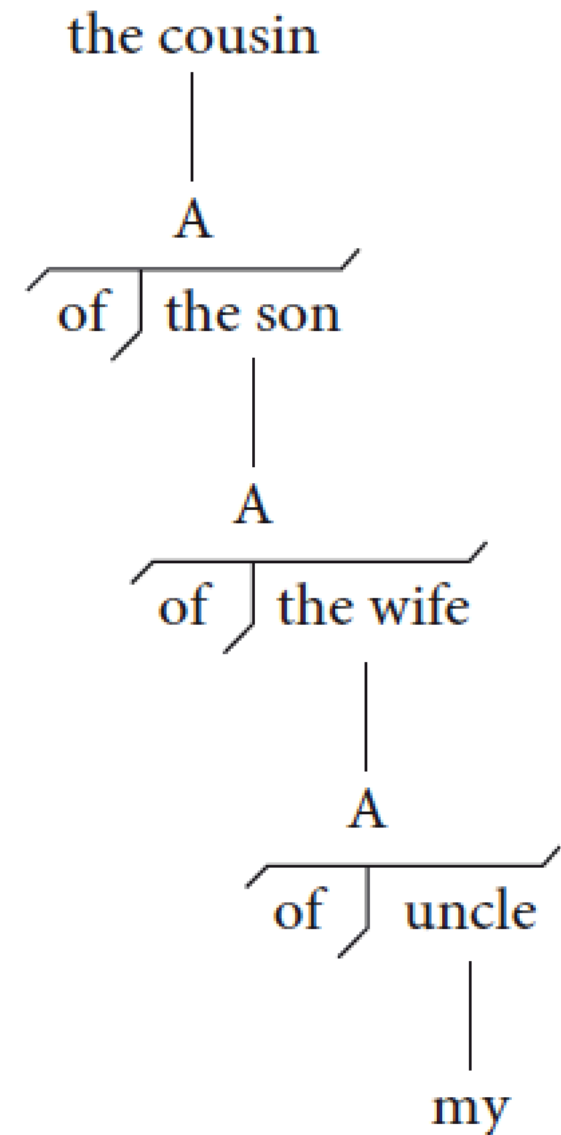 the cousin
A
of the son
A
of the wife
A
of uncle
my